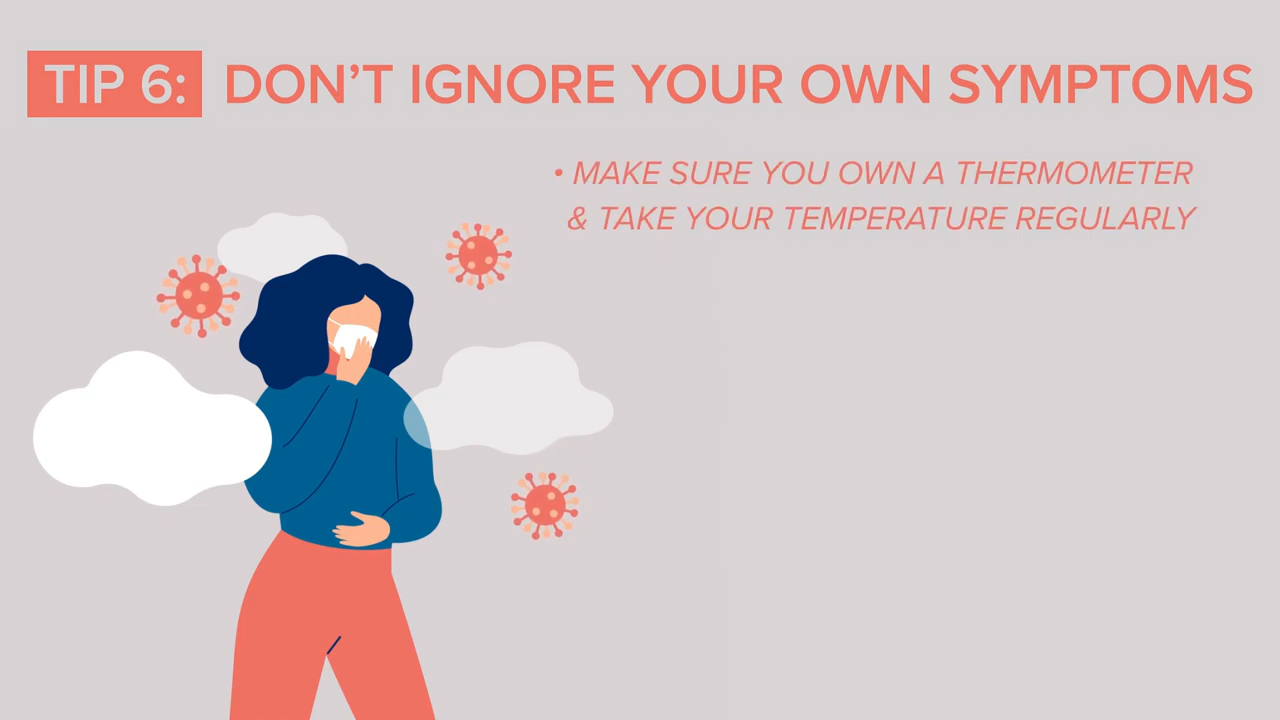 TIP 6: DON'T IGNORE YOUR OWN SYMPTOMS
• MAKE SURE YOU OWN A THERMOMETER
& TAKE YOUR TEMPERATURE REGULARLY